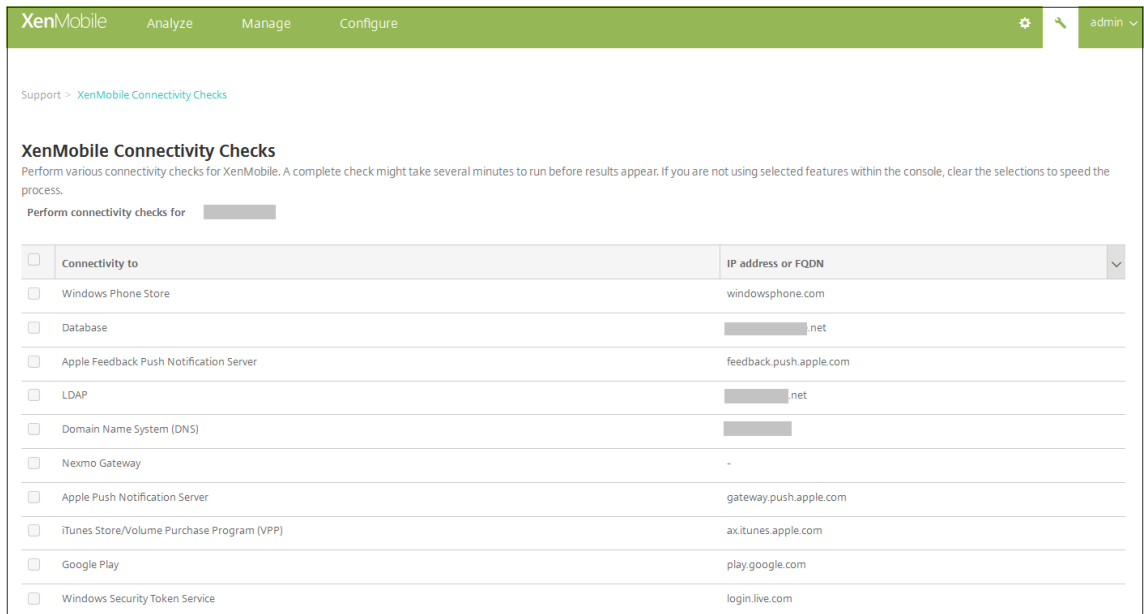 XenMobile Analyze Manage Configure admin
Support > XenMobile Connectivity Checks
XenMobile Connectivity Checks
Perform various connectivity checks for XenMobile. A complete check might take several minutes to run before results appear. If you are not using selected features within the console, clear the selections to speed the
process.
Perform connectivity checks for
Connectivity to IP address or FQDN
Windows Phone Store windowsphone.com
Database .net
Apple Feedback Push Notification Server feedback.push.apple.com
LDAP .net
Domain Name System (DNS)
Nexmo Gateway -
Apple Push Notification Server gateway.push.apple.com
iTunes Store/Volume Purchase Program (VPP) ax.itunes.apple.com
Google Play play.google.com
Windows Security Token Service login.live.com